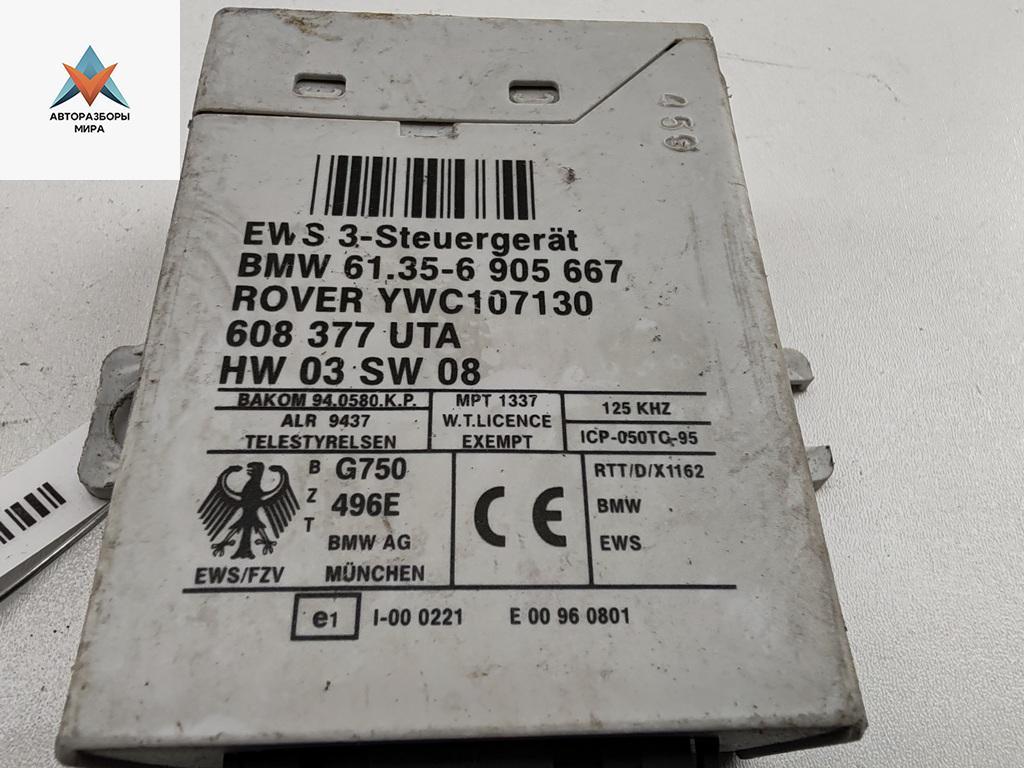 АВТОРАЗБОРЫ
МИРА
EWS 3-Steuergerät
BMW 61.35-6 905 667
ROVER YWC107130
608 377 UTA
HW 03 SW 08
BAKOM 94.0580.K.P.
ALR 9437
TELESTYRELSEN
MPT 1337
W.T.LICENCE
EXEMPT
125 KHZ
ICP-050TC-95
B Z T
G750
496E
BMW AG
MÜNCHEN
EWS/FZV
CE
RTT/D/X1162
BMW
EWS
e1 I-00 0221 E 00 96 0801